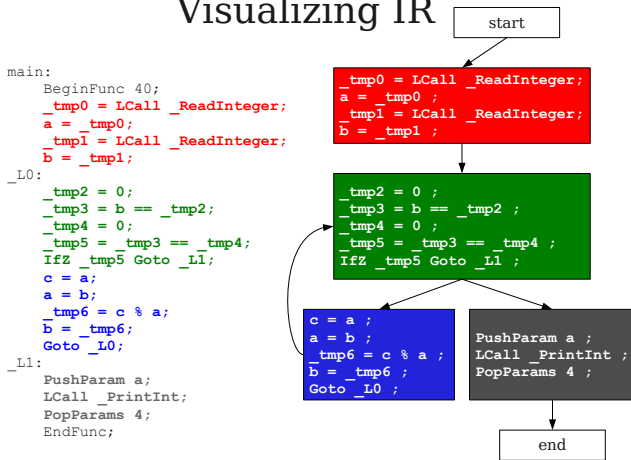 Visualizing IR
main:
BeginFunc 40;
_tmp0 = LCall _ReadInteger;
a = _tmp0;
_tmp1 = LCall _ReadInteger;
b = _tmp1;
_L0:
_tmp2 = 0;
_tmp3 = b == _tmp2;
_tmp4 = 0;
_tmp5 = _tmp3 == _tmp4;
IfZ _tmp5 Goto _L1;
c = a;
a = b;
_tmp6 = c % a;
b = _tmp6;
Goto _L0;
_L1:
PushParam a;
LCall _PrintInt;
PopParams 4;
EndFunc;
start
_tmp0 = LCall _ReadInteger;
a = _tmp0 ;
_tmp1 = LCall _ReadInteger;
b = _tmp1 ;
_tmp2 = 0 ;
_tmp3 = b == _tmp2 ;
_tmp4 = 0 ;
_tmp5 = _tmp3 == _tmp4 ;
IfZ _tmp5 Goto _L1 ;
c = a ;
a = b ;
_tmp6 = c % a ;
b = _tmp6 ;
Goto _L0 ;
PushParam a ;
LCall _PrintInt ;
PopParams 4 ;
end